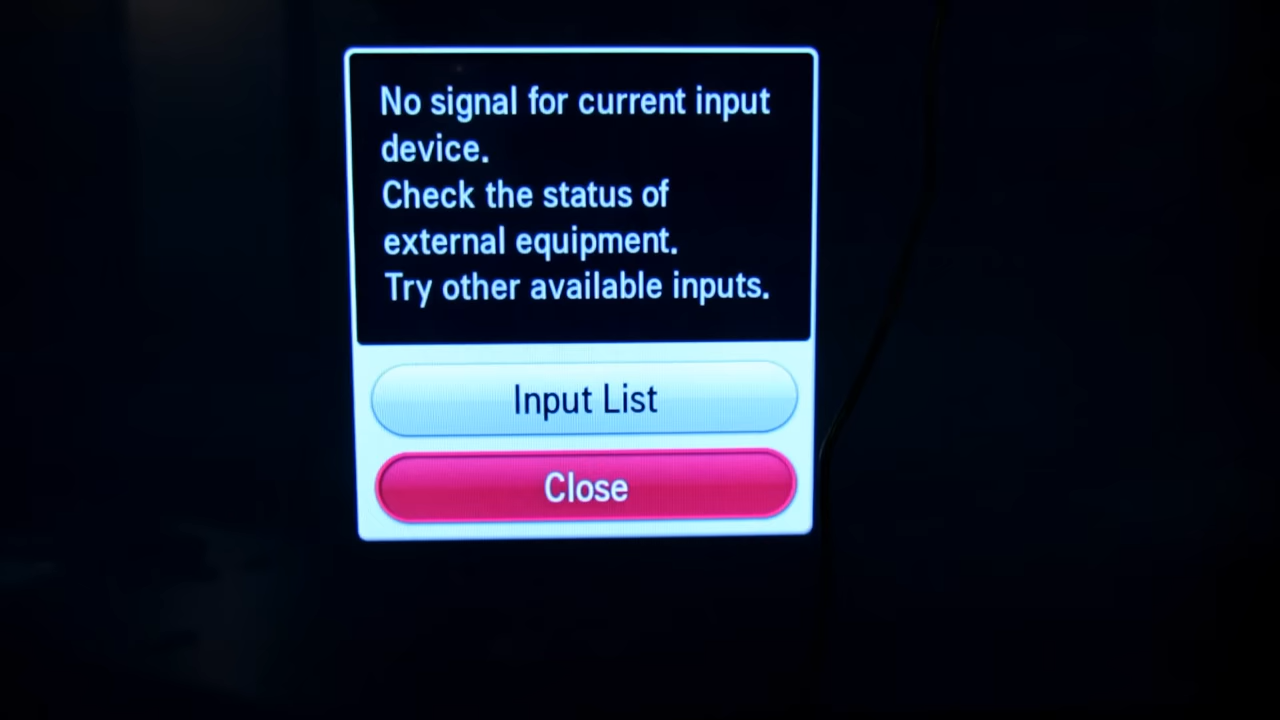 No signal for current input
device.
Check the status of
external equipment.
Try other available inputs.
Input List
Close